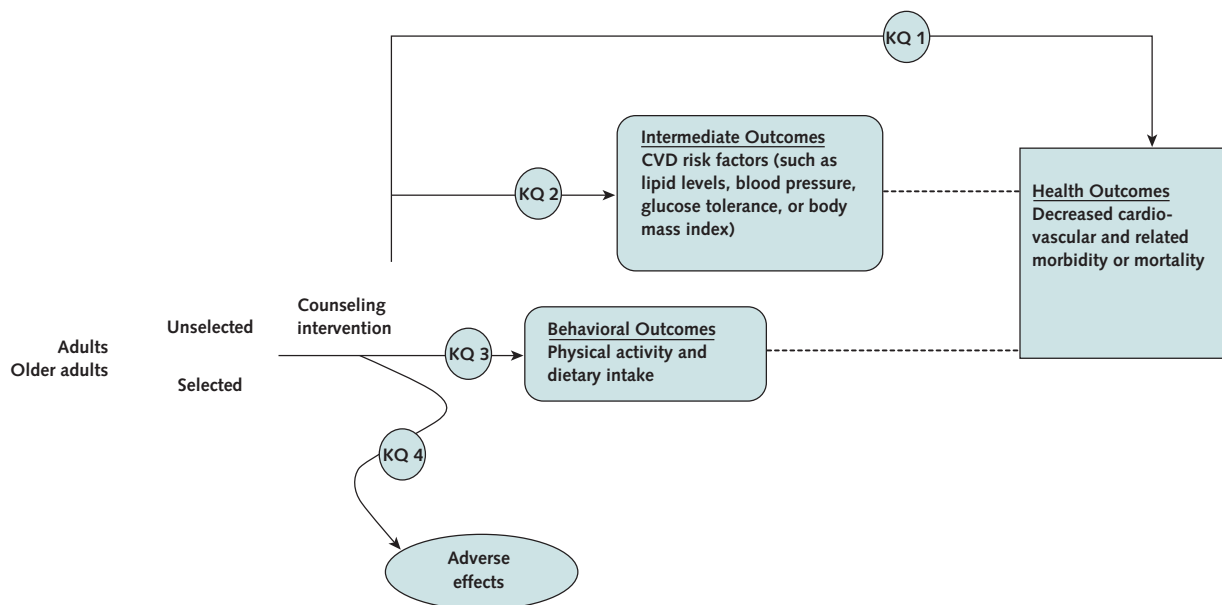 KQ 1
Intermediate Outcomes
CVD risk factors (such as
lipid levels, blood pressure,
glucose tolerance, or body
mass index)
KQ 2
Health Outcomes
Decreased cardio-
vascular and related
morbidity or mortality
Adults
Older adults
Unselected
Selected
Counseling
intervention
KQ 3
Behavioral Outcomes
Physical activity and
dietary intake
KQ 4
Adverse
effects